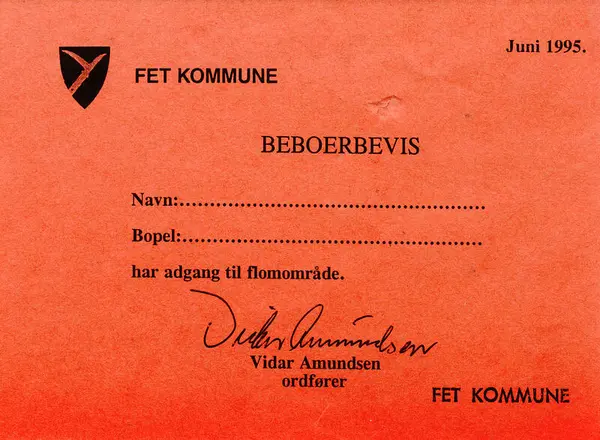 Juni 1995.
FET KOMMUNE
BEBOERBEVIS
Navn:....................................................
Bopel:...................................................
har adgang til flomområde.
Vidar Amundsen
Vidar Amundsen
ordfører
FET KOMMUNE